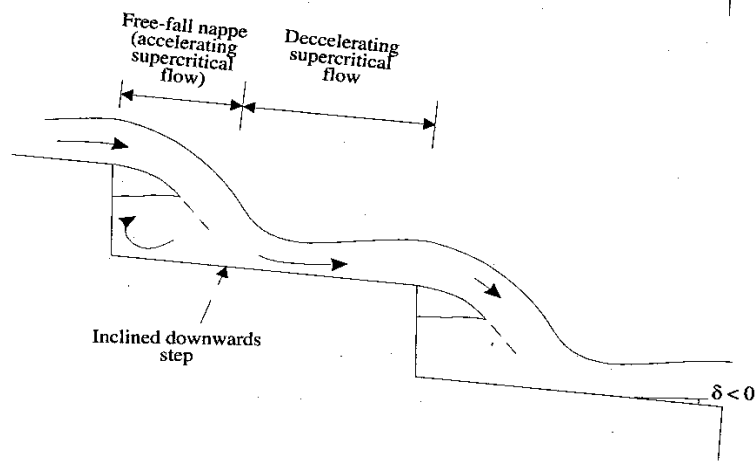 Free-fall nappe
(accelerating
supercritical
flow)
Deccelerating
supercritical
flow
Inclined downwards
step
δ < 0